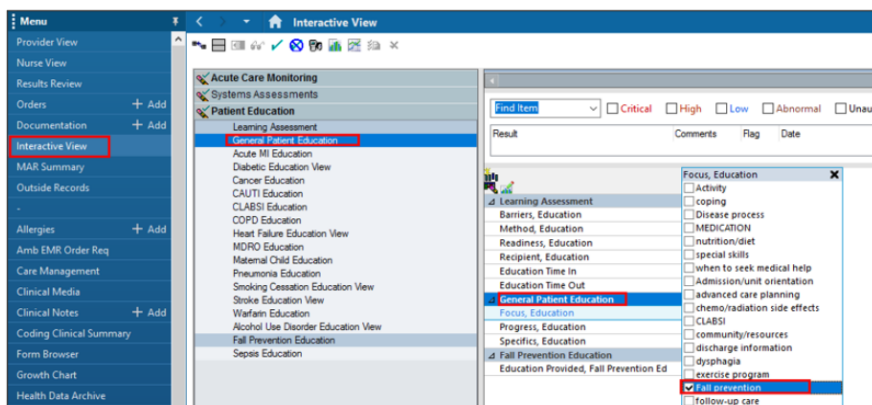 Menu
Provider View
Nurse View
Results Review
Orders + Add
Documentation + Add
Interactive View
MAR Summary
Outside Records
-
Allergies + Add
Amb EMR Order Req
Care Management
Clinical Media
Clinical Notes + Add
Coding Clinical Summary
Form Browser
Growth Chart
Health Data Archive
Interactive View
Acute Care Monitoring
Systems Assessments
Patient Education
Learning Assessment
General Patient Education
Acute MI Education
Diabetic Education View
Cancer Education
CAUTI Education
CLABSI Education
COPD Education
Heart Failure Education View
MDRO Education
Maternal Child Education
Pneumonia Education
Smoking Cessation Education View
Stroke Education View
Warfarin Education
Alcohol Use Disorder Education View
Fall Prevention Education
Sepsis Education
Find Item Critical High Low Abnormal Unau
Result Comments Flag Date
Learning Assessment
Barriers, Education
Method, Education
Readiness, Education
Recipient, Education
Education Time In
Education Time Out
General Patient Education
Focus, Education
Progress, Education
Specifics, Education
Fall Prevention Education
Education Provided, Fall Prevention Ed
Focus, Education
Activity
coping
Disease process
MEDICATION
nutrition/diet
special skills
when to seek medical help
Admission/unit orientation
advanced care planning
chemo/radiation side effects
CLABSI
community/resources
discharge information
dysphagia
exercise program
Fall prevention
follow-up care